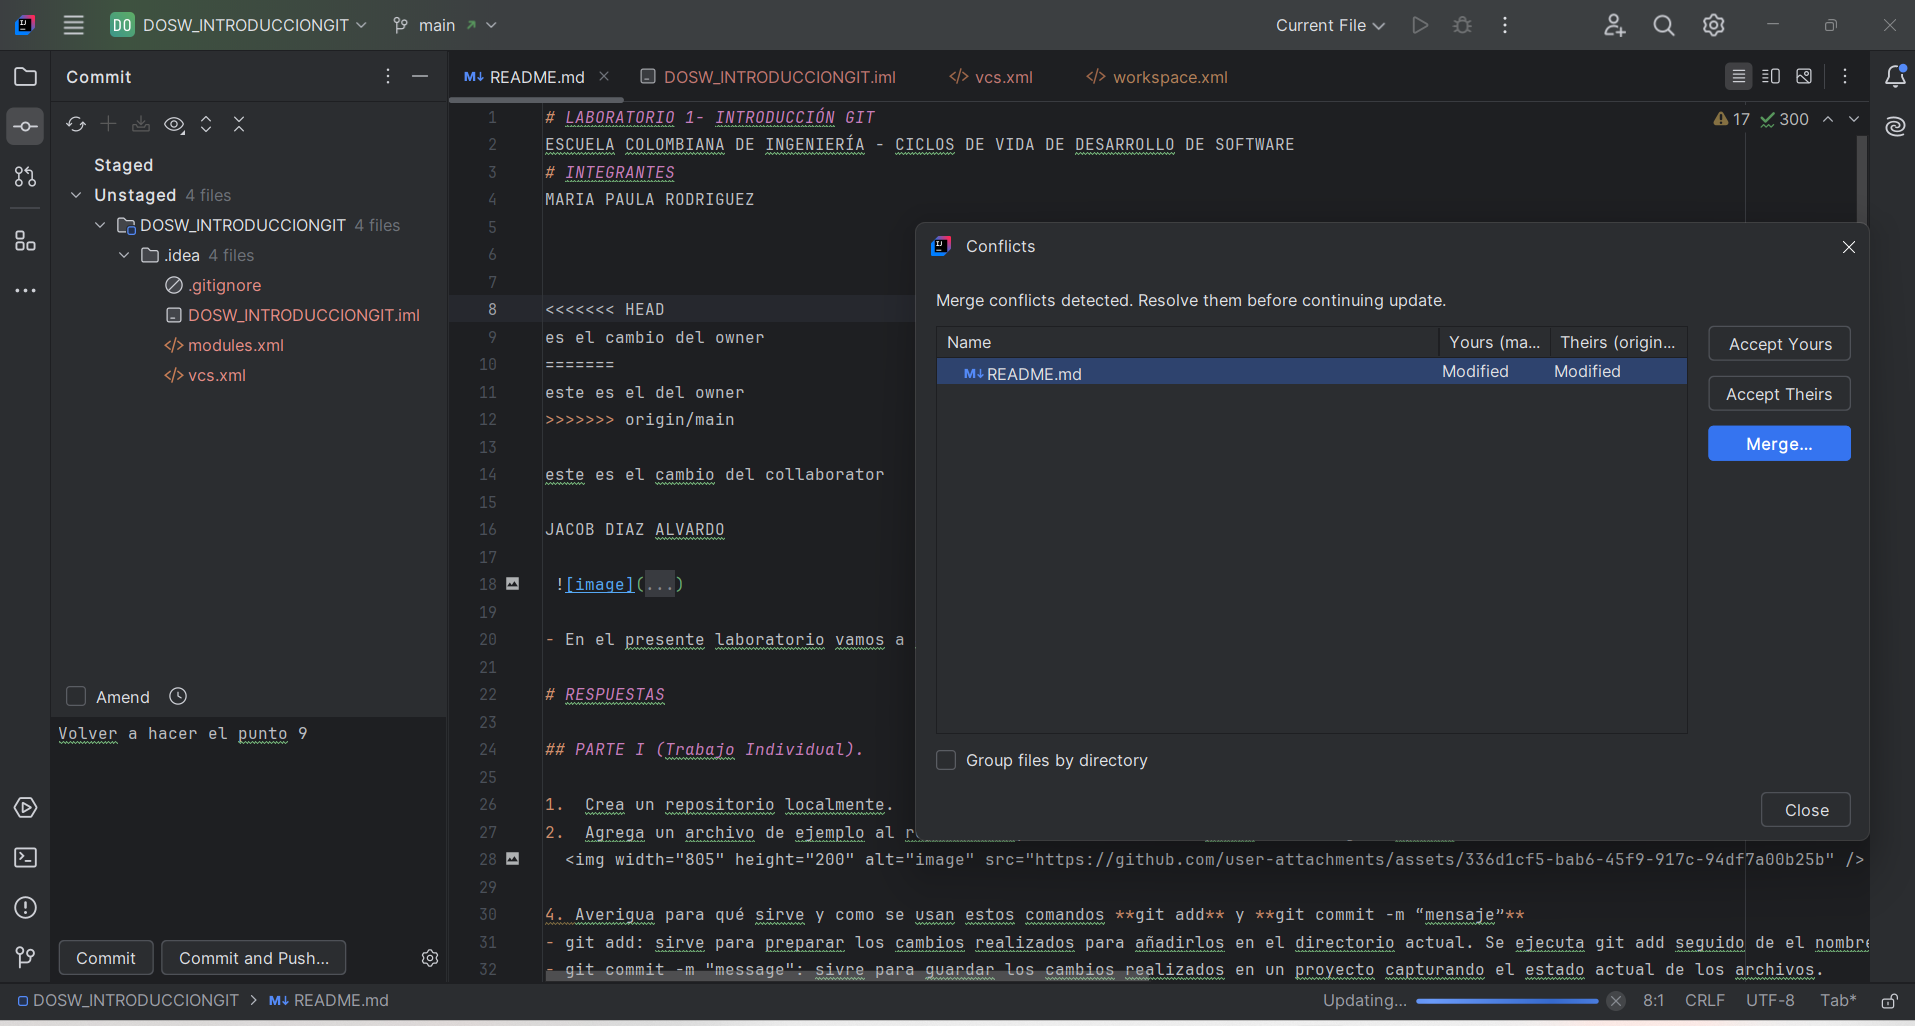 DO DOSW_INTRODUCCIONGIT main Current File
Commit
README.md DOSW_INTRODUCCIONGIT.iml </> vcs.xml </> workspace.xml
Staged
Unstaged 4 files
DOSW_INTRODUCCIONGIT 4 files
.idea 4 files
.gitignore
DOSW_INTRODUCCIONGIT.iml
</> modules.xml
</> vcs.xml
Amend
Volver a hacer el punto 9
Commit Commit and Push...
17 300
1 # LABORATORIO 1- INTRODUCCIÓN GIT
2 ESCUELA COLOMBIANA DE INGENIERÍA - CICLOS DE VIDA DE DESARROLLO DE SOFTWARE
3 # INTEGRANTES
4 MARIA PAULA RODRIGUEZ
5
6
7
8 <<<<<<< HEAD
9 es el cambio del owner
10 =======
11 este es el del owner
12 >>>>>>> origin/main
13
14 este es el cambio del collaborator
15
16 JACOB DIAZ ALVARDO
17
18 ![image](...)
19
20 - En el presente laboratorio vamos a
21
22 # RESPUESTAS
23
24 ## PARTE I (Trabajo Individual).
25
26 1. Crea un repositorio localmente.
27 2. Agrega un archivo de ejemplo al r
28 <img width="805" height="200" alt="image" src="https://github.com/user-attachments/assets/336d1cf5-bab6-45f9-917c-94df7a00b25b" />
29
30 4. Averigua para qué sirve y como se usan estos comandos **git add** y **git commit -m “mensaje”**
31 - git add: sirve para preparar los cambios realizados para añadirlos en el directorio actual. Se ejecuta git add seguido de el nombre
32 - git commit -m "message": sivre para guardar los cambios realizados en un proyecto capturando el estado actual de los archivos.
Conflicts
Merge conflicts detected. Resolve them before continuing update.
Name Yours (ma... Theirs (origin...
README.md Modified Modified
Accept Yours
Accept Theirs
Merge...
Group files by directory
Close
DOSW_INTRODUCCIONGIT > README.md Updating... 8:1 CRLF UTF-8 Tab*